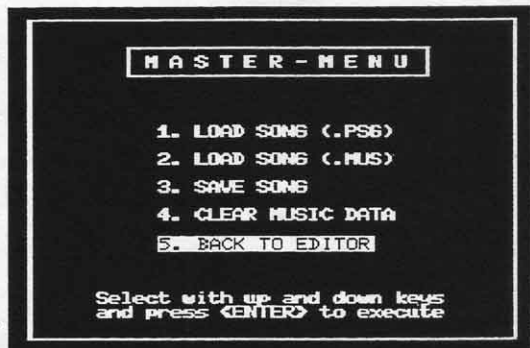 MASTER-MENU
1. LOAD SONG (.PSG)
2. LOAD SONG (.MUS)
3. SAVE SONG
4. CLEAR MUSIC DATA
5. BACK TO EDITOR
Select with up and down keys
and press <ENTER> to execute